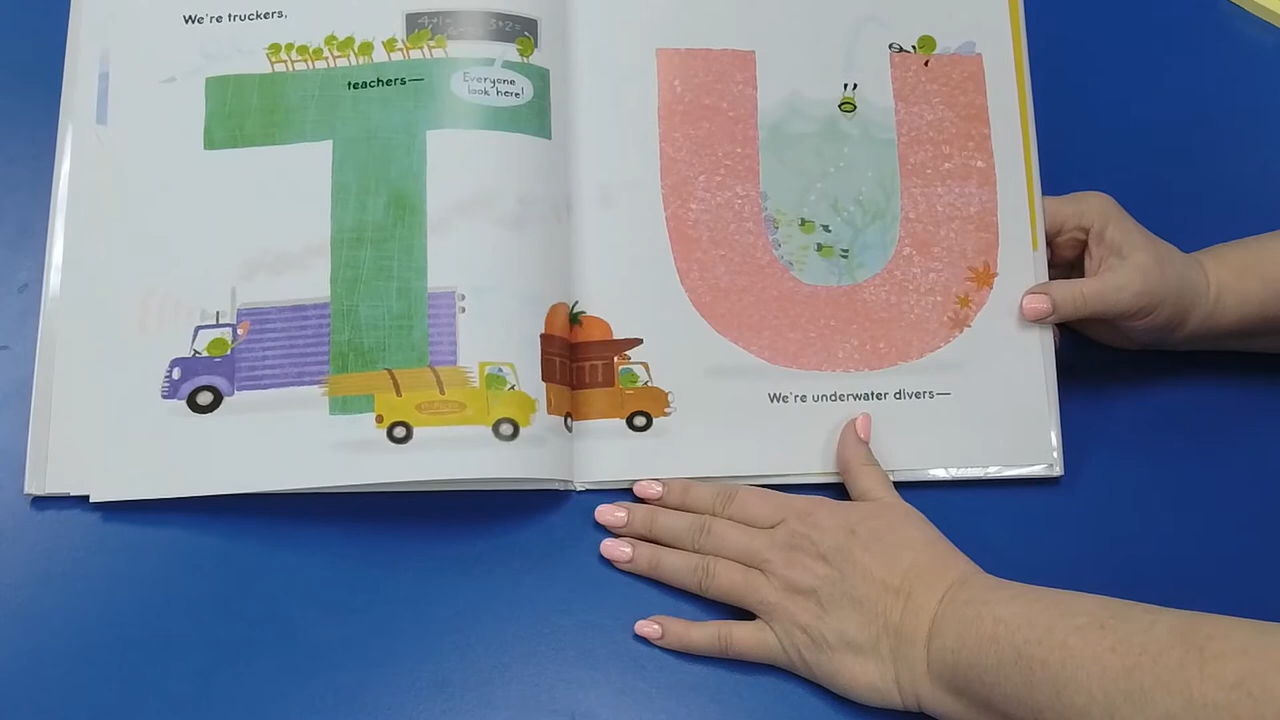 We're truckers,
teachers—
Everyone
look here!
T
U
We're underwater divers—